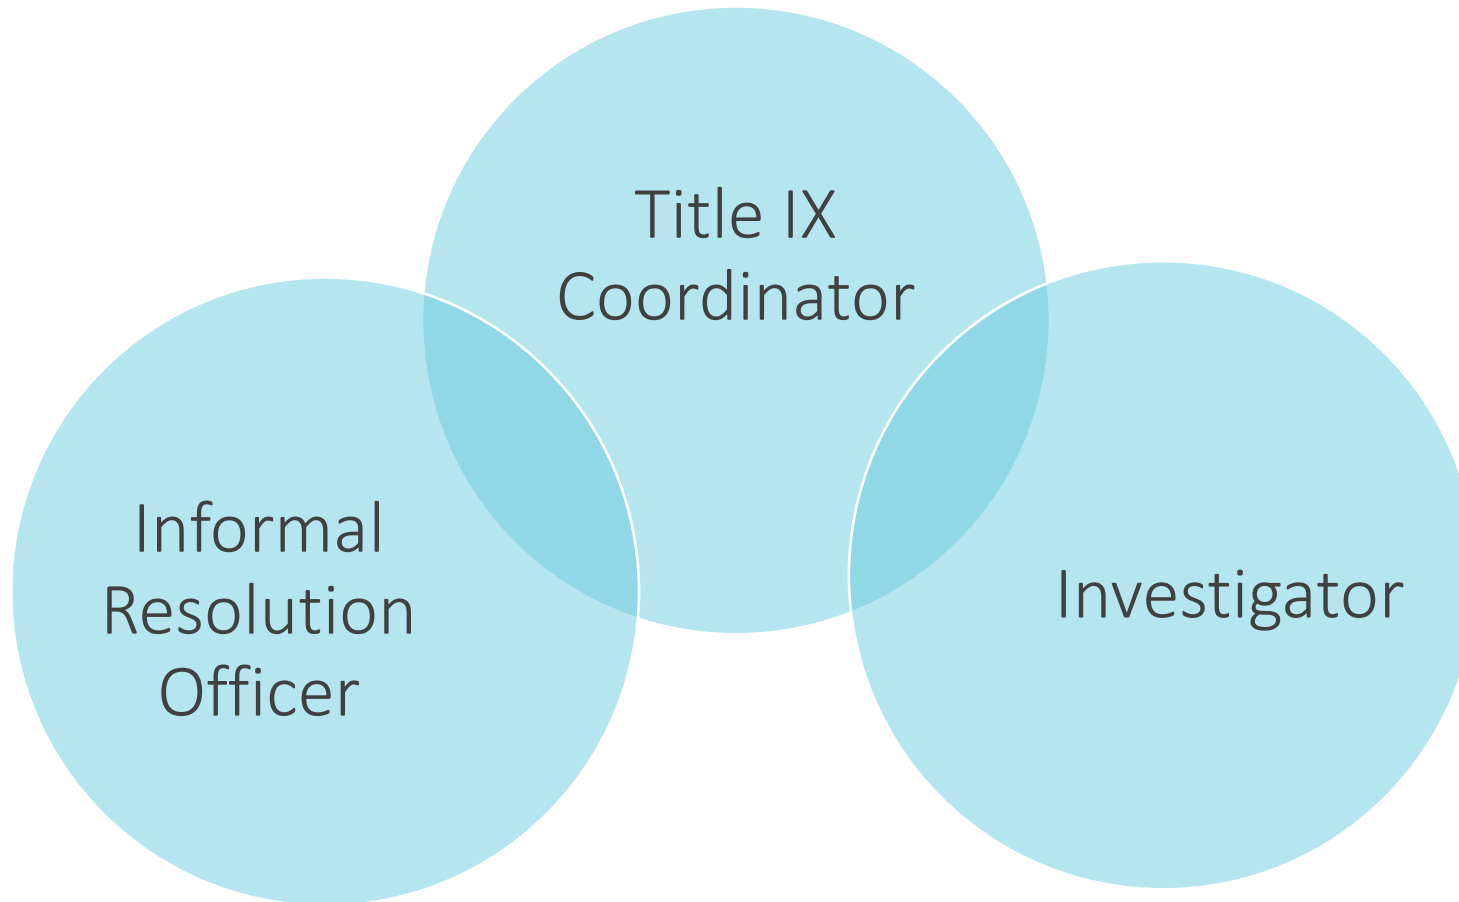 Title IX
Coordinator
Informal
Resolution
Officer
Investigator